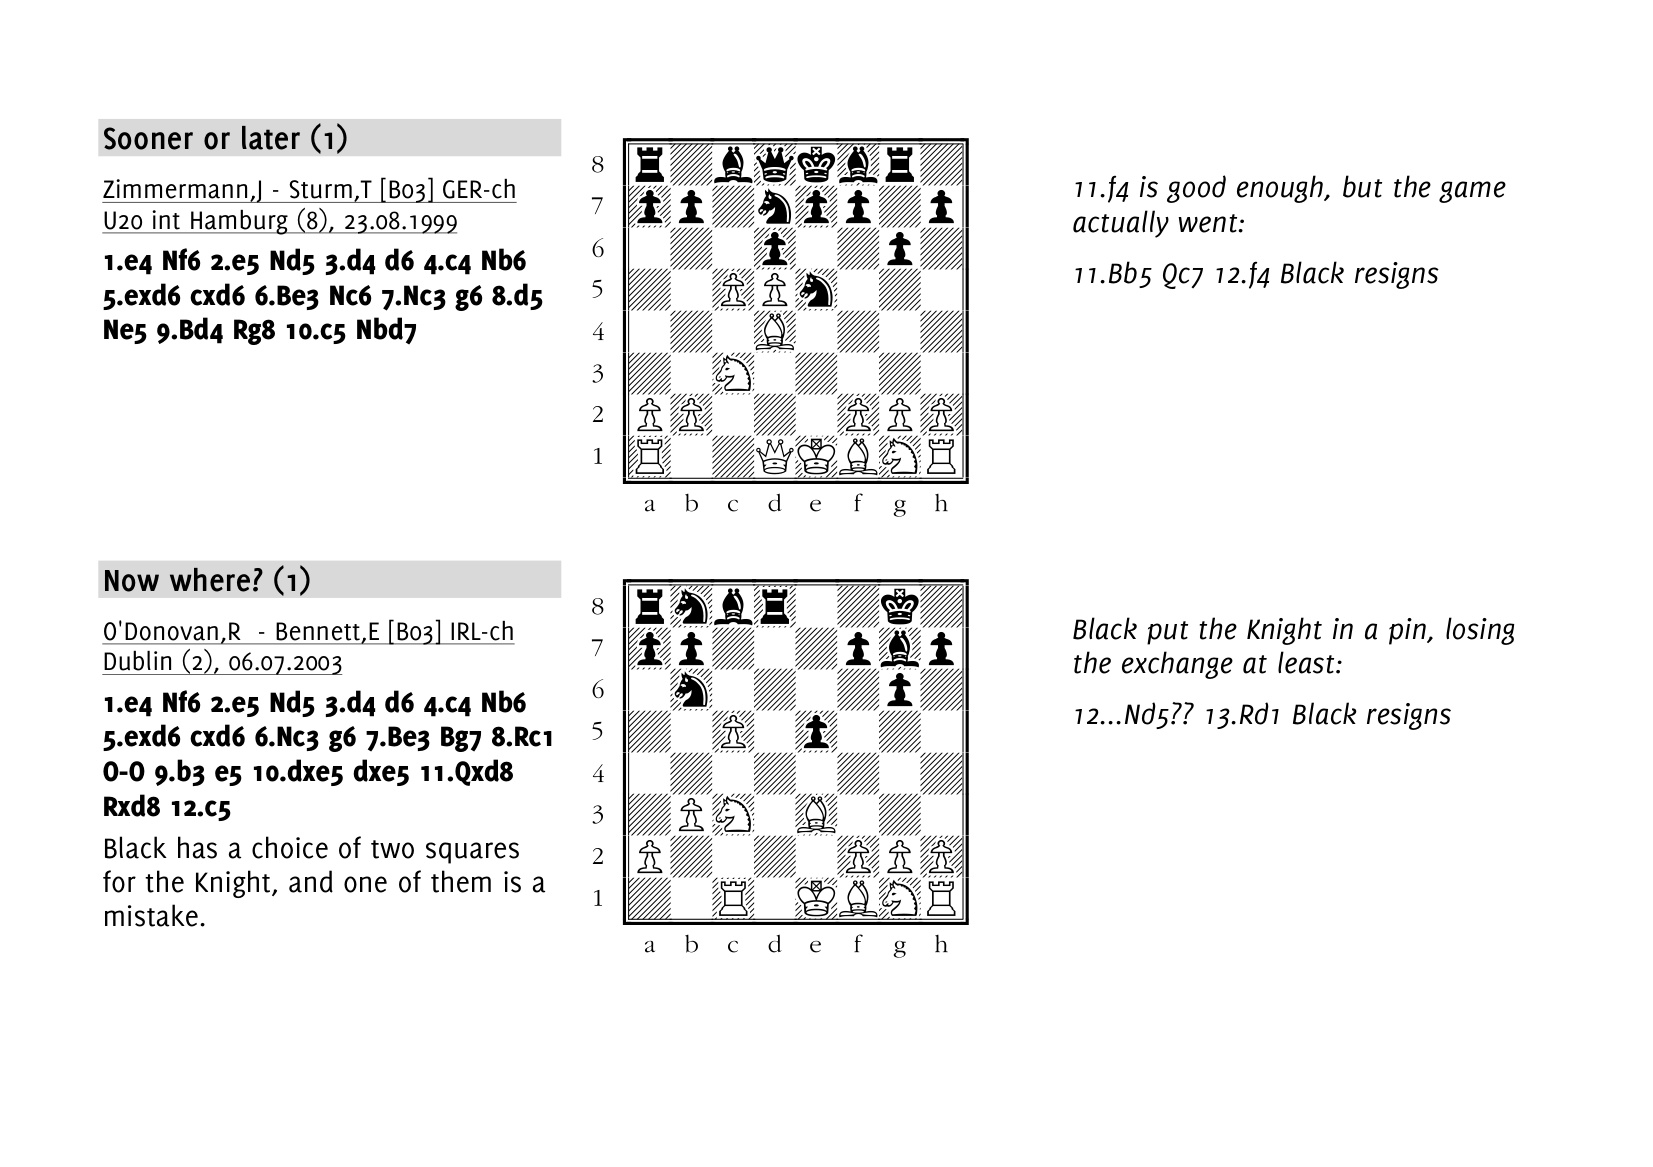 Sooner or later (1)
Zimmermann,J - Sturm,T [B03] GER-ch
U20 int Hamburg (8), 23.08.1999
1.e4 Nf6 2.e5 Nd5 3.d4 d6 4.c4 Nb6
5.exd6 cxd6 6.Be3 Nc6 7.Nc3 g6 8.d5
Ne5 9.Bd4 Rg8 10.c5 Nbd7
8
7
6
5
4
3
2
1
a b c d e f g h
11.f4 is good enough, but the game
actually went:
11.Bb5 Qc7 12.f4 Black resigns
Now where? (1)
O'Donovan,R - Bennett,E [B03] IRL-ch
Dublin (2), 06.07.2003
1.e4 Nf6 2.e5 Nd5 3.d4 d6 4.c4 Nb6
5.exd6 cxd6 6.Nc3 g6 7.Be3 Bg7 8.Rc1
O-O 9.b3 e5 10.dxe5 dxe5 11.Qxd8
Rxd8 12.c5
Black has a choice of two squares
for the Knight, and one of them is a
mistake.
8
7
6
5
4
3
2
1
a b c d e f g h
Black put the Knight in a pin, losing
the exchange at least:
12...Nd5?? 13.Rd1 Black resigns